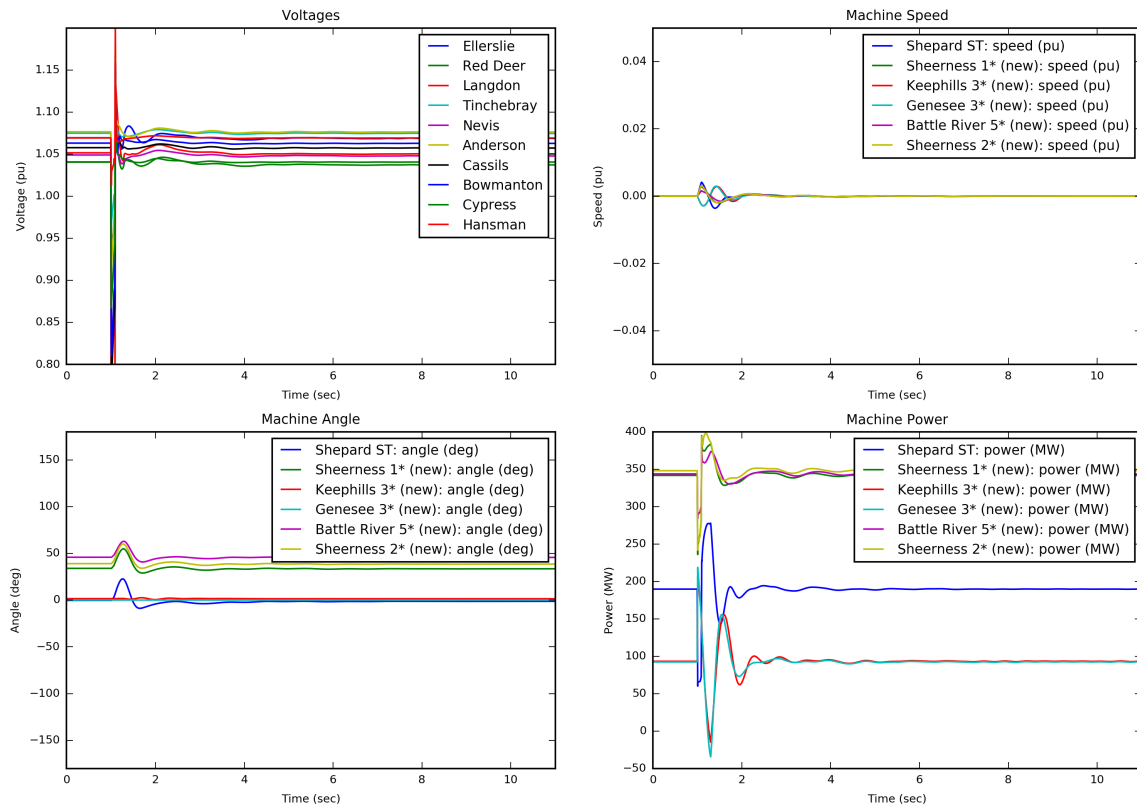 Voltages
1.15
1.10
1.05
1.00
0.95
0.90
0.85
0.80
Voltage (pu)
0 2 4 6 8 10
Time (sec)
Ellerslie
Red Deer
Langdon
Tinchebray
Nevis
Anderson
Cassils
Bowmanton
Cypress
Hansman
Machine Speed
0.04
0.02
0.00
−0.02
−0.04
Speed (pu)
0 2 4 6 8 10
Time (sec)
Shepard ST: speed (pu)
Sheerness 1* (new): speed (pu)
Keephills 3* (new): speed (pu)
Genesee 3* (new): speed (pu)
Battle River 5* (new): speed (pu)
Sheerness 2* (new): speed (pu)
Machine Angle
150
100
50
0
−50
−100
−150
Angle (deg)
0 2 4 6 8 10
Time (sec)
Shepard ST: angle (deg)
Sheerness 1* (new): angle (deg)
Keephills 3* (new): angle (deg)
Genesee 3* (new): angle (deg)
Battle River 5* (new): angle (deg)
Sheerness 2* (new): angle (deg)
Machine Power
400
350
300
250
200
150
100
50
0
−50
Power (MW)
0 2 4 6 8 10
Time (sec)
Shepard ST: power (MW)
Sheerness 1* (new): power (MW)
Keephills 3* (new): power (MW)
Genesee 3* (new): power (MW)
Battle River 5* (new): power (MW)
Sheerness 2* (new): power (MW)